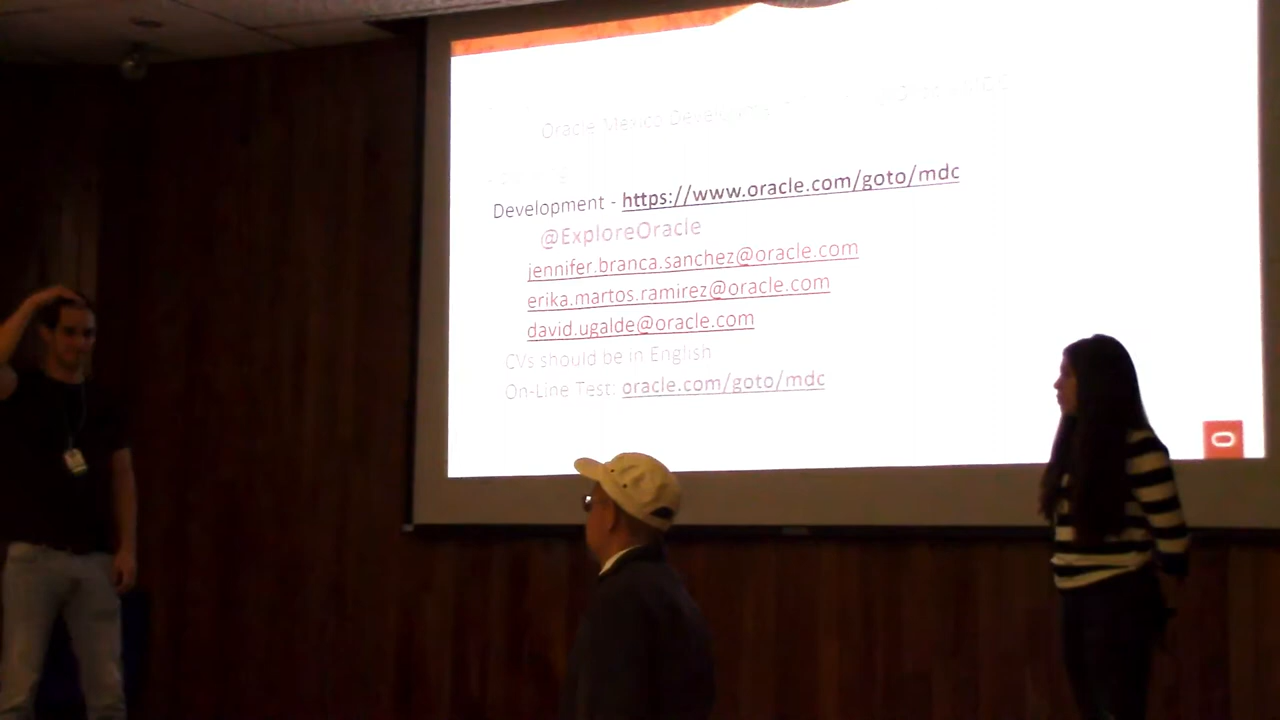 Oracle Mexico Development
Development - https://www.oracle.com/goto/mdc
@ExploreOracle
jennifer.branca.sanchez@oracle.com
erika.martos.ramirez@oracle.com
david.ugalde@oracle.com
CVs should be in English
On-Line Test: oracle.com/goto/mdc